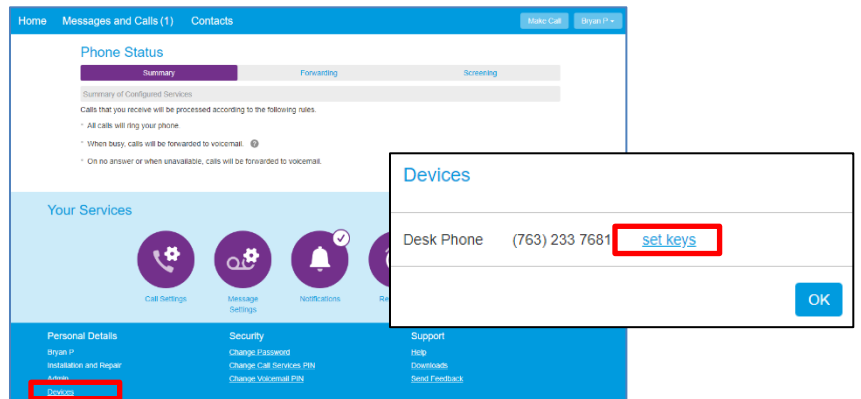 Home Messages and Calls (1) Contacts Make Call Bryan P
Phone Status
Summary Forwarding Screening
Summary of Configured Services
Calls that you receive will be processed according to the following rules.
All calls will ring your phone
When busy, calls will be forwarded to voicemail.
On no answer or when unavailable, calls will be forwarded to voicemail.
Your Services
Call Settings
Message
Settings
Notifications
Re
Personal Details
Bryan P
Installation and Repair
Admin
Devices
Security
Change Password
Change Call Services PIN
Change Voicemail PIN
Support
Help
Downloads
Send Feedback
Devices
Desk Phone (763) 233 7681 set keys
OK